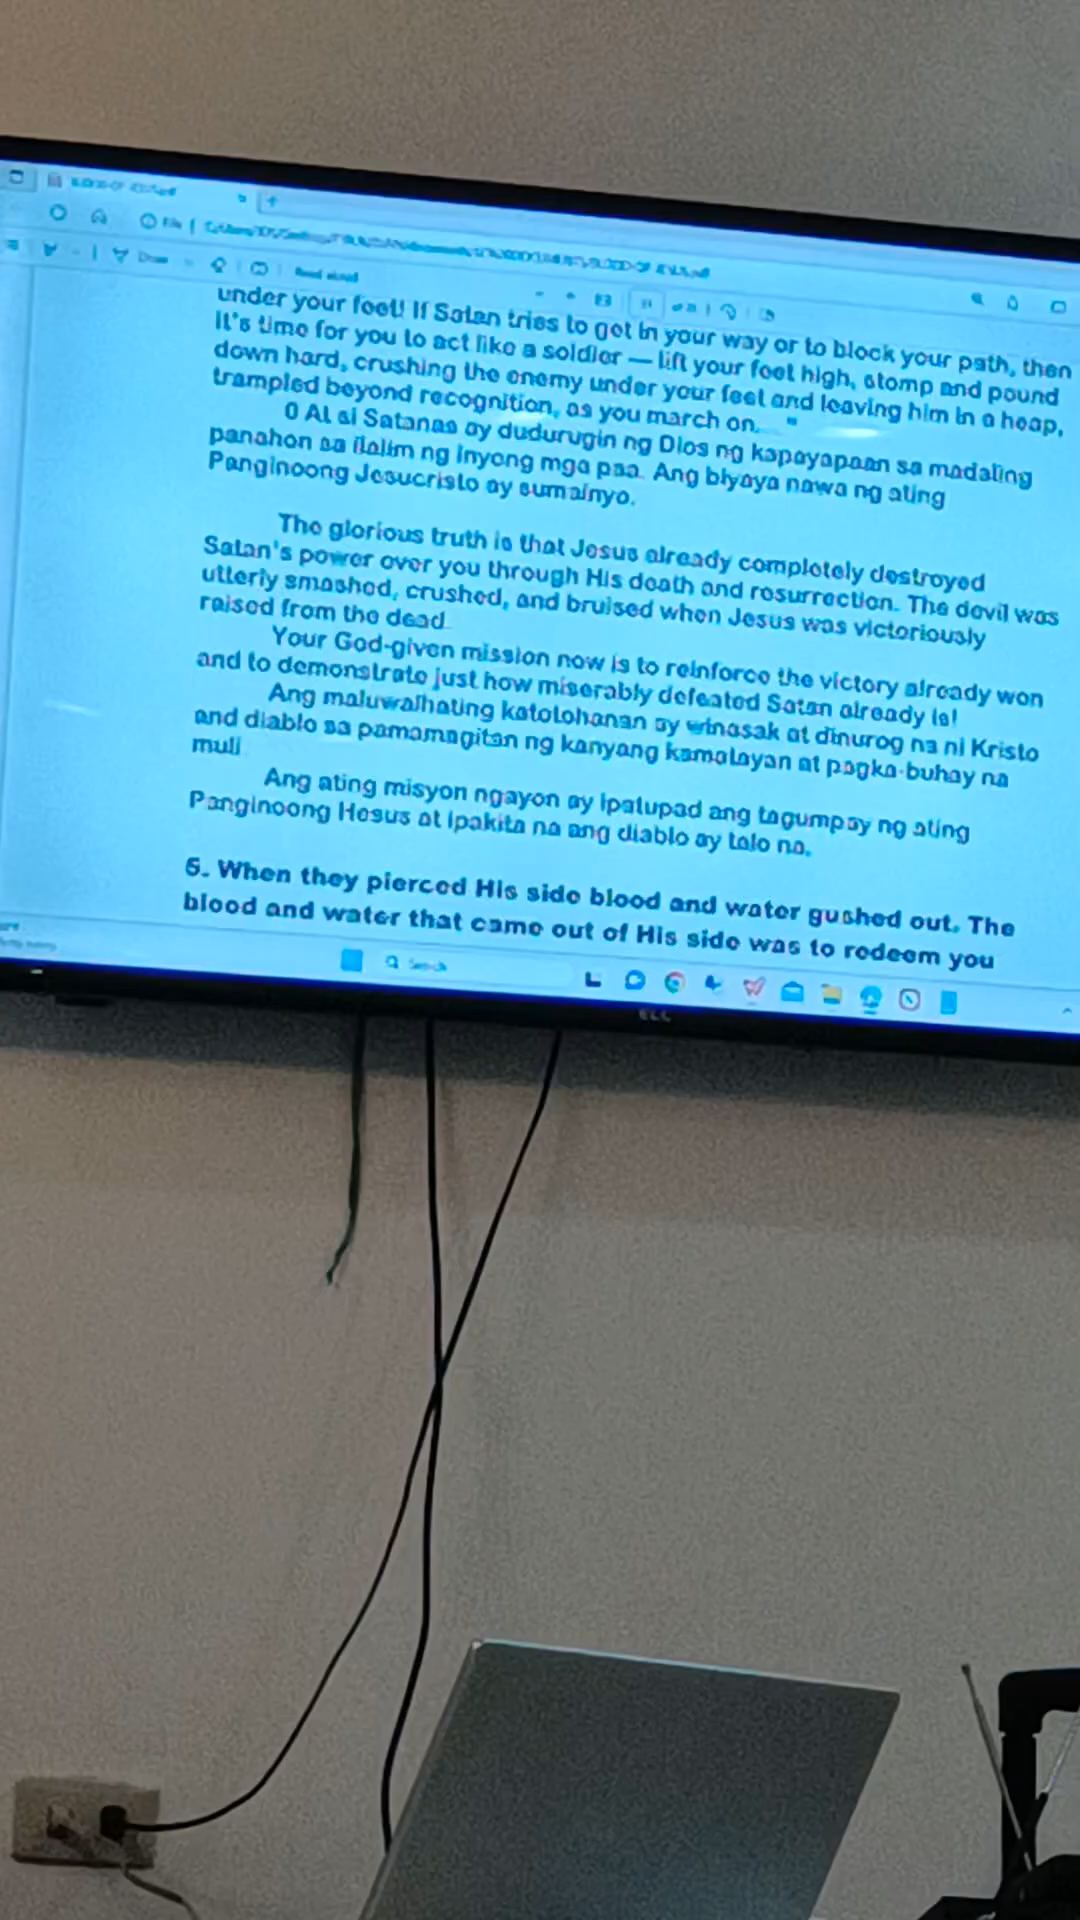 Read aloud
under your feet! If Satan tries to get in your way or to block your path, then
it's time for you to act like a soldier — lift your feet high, stomp and pound
down hard, crushing the enemy under your feet and leaving him in a heap,
trampled beyond recognition, as you march on. "
0 At si Satanas ay dudurugin ng Dios ng kapayapaan sa madaling
panahon sa ilalim ng inyong mga paa. Ang biyaya nawa ng ating
Panginoong Jesucristo ay sumainyo.
The glorious truth is that Jesus already completely destroyed
Satan's power over you through His death and resurrection. The devil was
utterly smashed, crushed, and bruised when Jesus was victoriously
raised from the dead
Your God-given mission now is to reinforce the victory already won
and to demonstrate just how miserably defeated Satan already is!
Ang maluwalhating katotohanan ay winasak at dinurog na ni Kristo
and diablo sa pamamagitan ng kanyang kamatayan at pagka-buhay na
muli
Ang ating misyon ngayon ay ipatupad ang tagumpay ng ating
Panginoong Hesus at ipakita na ang diablo ay talo na.
5. When they pierced His side blood and water gushed out. The
blood and water that came out of His side was to redeem you
Search